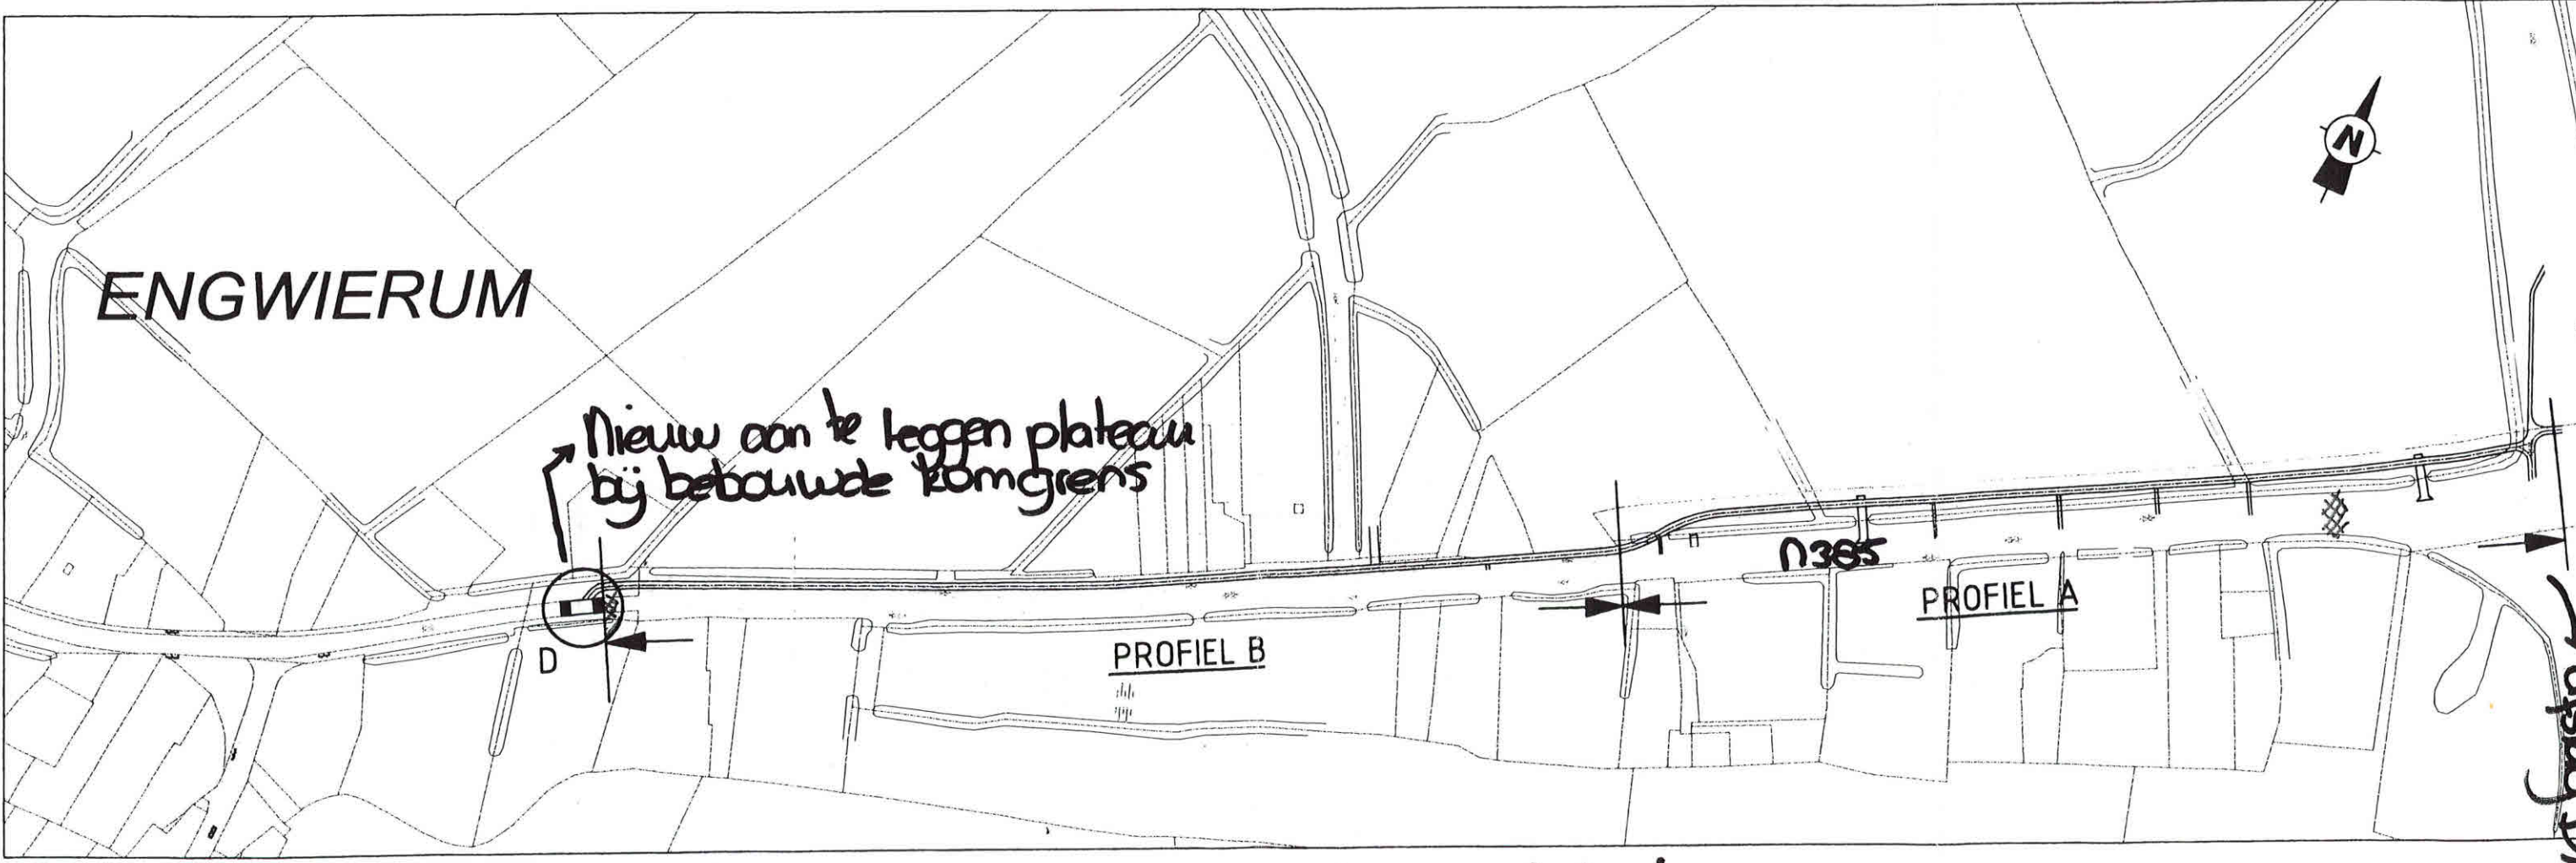 N
ENGWIERUM
Nieuw aan te leggen plateau
bij bebouwde komgrens
N385
PROFIEL A
PROFIEL B
D